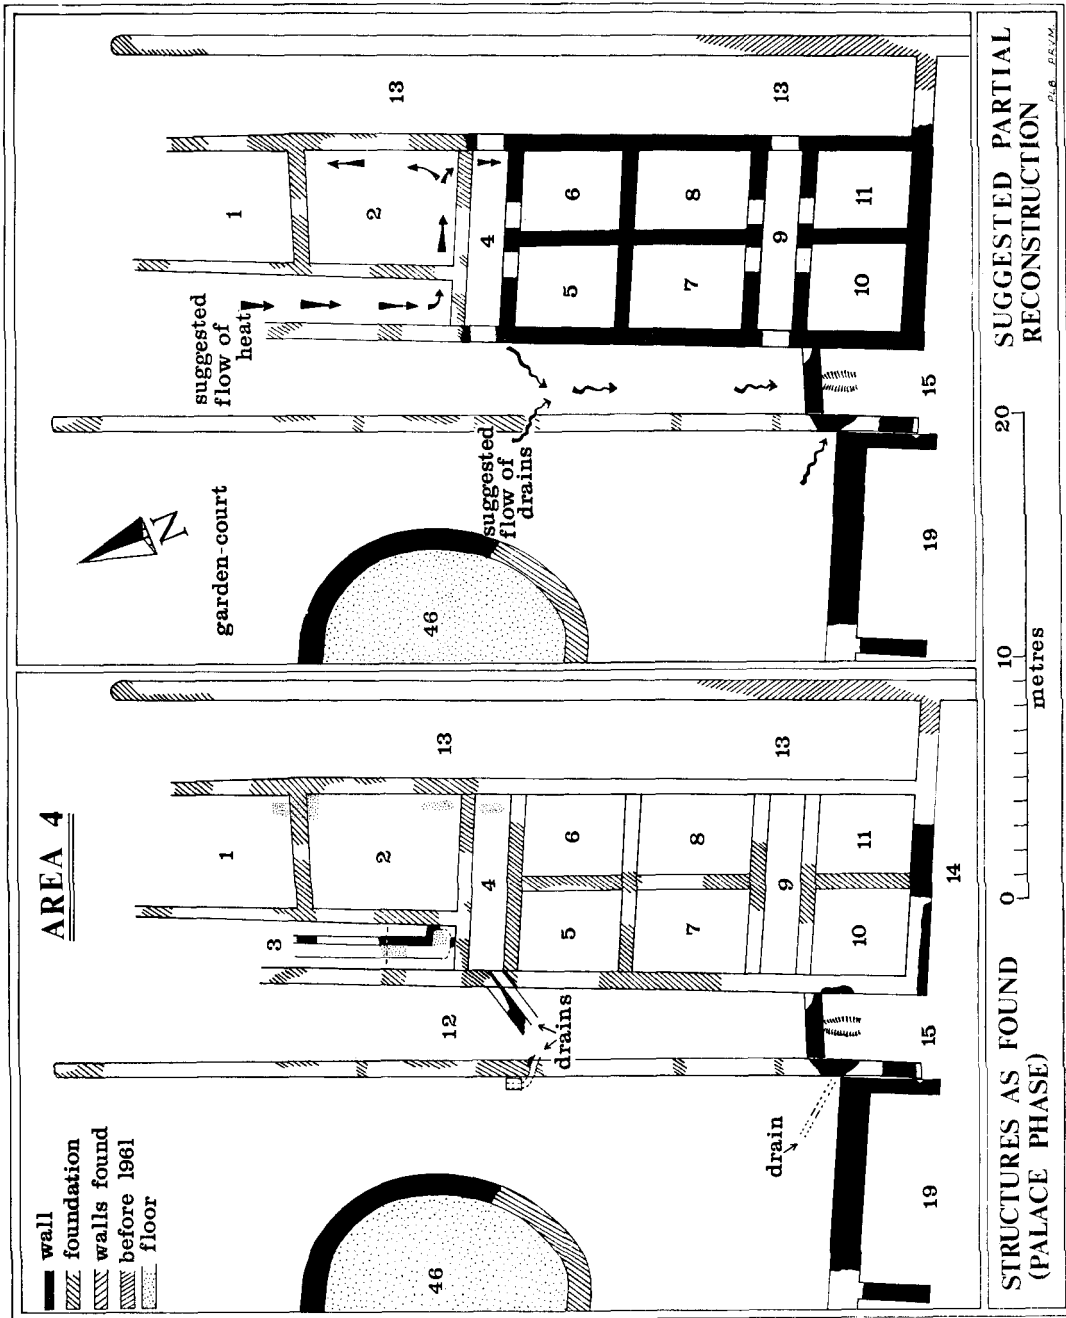 AREA 4
wall
foundation
walls found
before 1961
floor
1
2
3
4
5
6
7
8
9
10
11
12
13
13
14
15
19
46
drains
drain
STRUCTURES AS FOUND
(PALACE PHASE)
0
10
20
metres
garden-court
N
suggested
flow of
heat
suggested
flow of
drains
1
2
4
5
6
7
8
9
10
11
13
13
15
19
46
SUGGESTED PARTIAL
RECONSTRUCTION